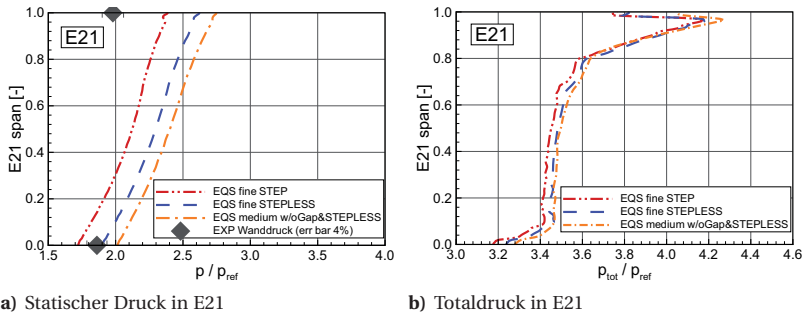 E21
E21 span [-]
1.0
0.8
0.6
0.4
0.2
0.0
EQS fine STEP
EQS fine STEPLESS
EQS medium w/oGap&STEPLESS
EXP Wanddruck (err bar 4%)
1.5 2.0 2.5 3.0 3.5 4.0
p / pref
a) Statischer Druck in E21
E21
E21 span [-]
1.0
0.8
0.6
0.4
0.2
0.0
EQS fine STEP
EQS fine STEPLESS
EQS medium w/oGap&STEPLESS
3.0 3.2 3.4 3.6 3.8 4.0 4.2 4.4 4.6
ptot / pref
b) Totaldruck in E21